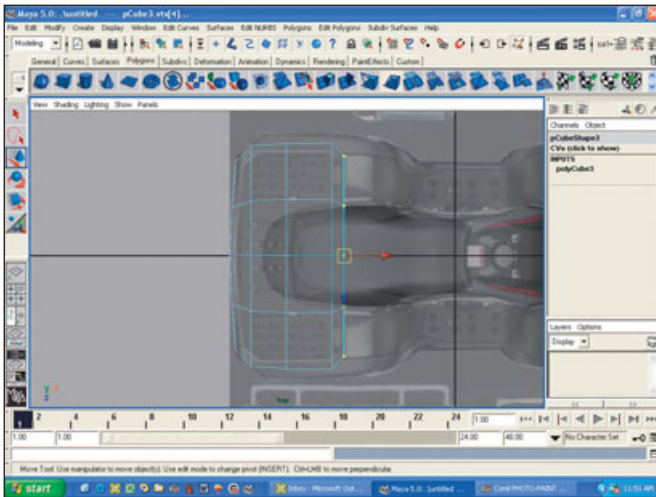 Maya 5.0: .\untitled --- pCube3.vtx[4]...
File Edit Modify Create Display Window Edit Curves Surfaces Edit NURBS Polygons Edit Polygons Subdiv Surfaces Help
Modeling
General Curves Surfaces Polygons Subdivs Deformation Animation Dynamics Rendering PaintEffects Custom
View Shading Lighting Show Panels
Channels Object
pCubeShape3
CVs (click to show)
INPUTS
polyCube3
Layers Options
Display
top
2 4 6 8 10 12 14 16 18 20 22 24
1
1.00
1.00 1.00 24.00 48.00 No Character Set
Move Tool: Use manipulator to move object(s). Use edit mode to change pivot (INSERT). Ctrl+LMB to move perpendicular.
start Inbox - Microsoft Out... Maya 5.0: .\untitled ... Corel PHOTO-PAINT ... 11:51 AM